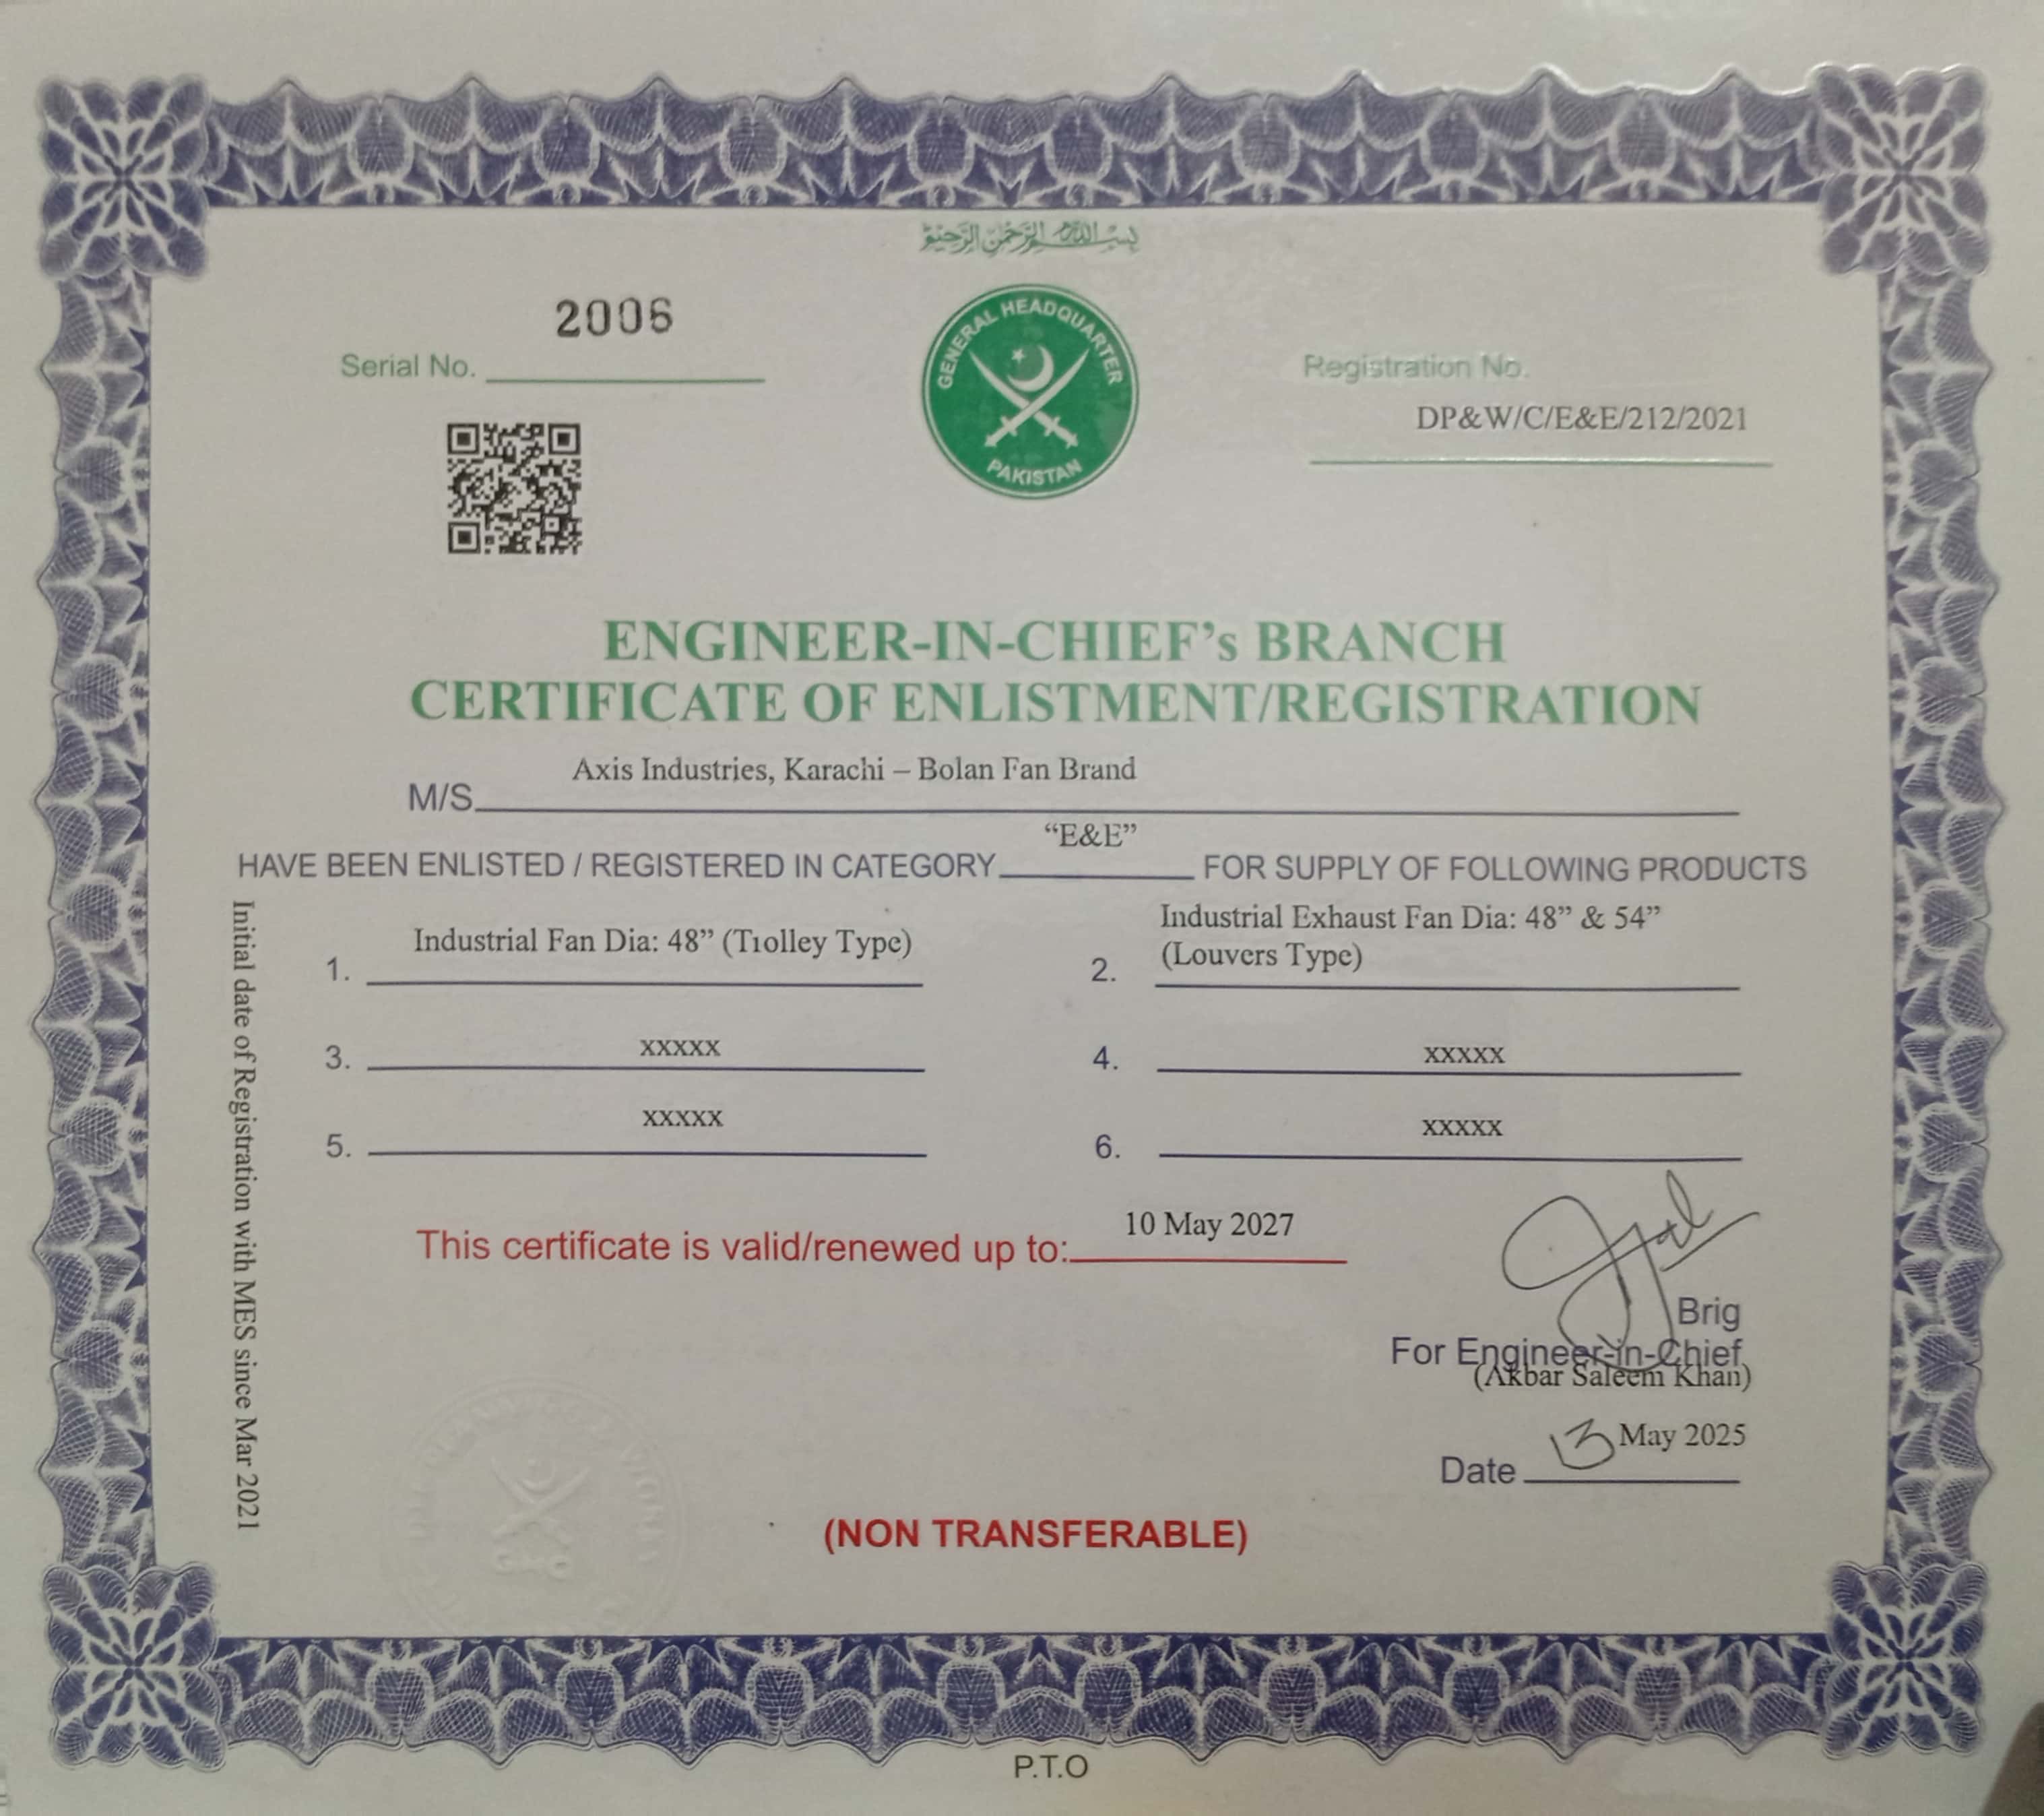 بسم الله الرحمن الرحيم
2006
Serial No.
GENERAL HEADQUARTER
PAKISTAN
Registration No.
DP&W/C/E&E/212/2021
ENGINEER-IN-CHIEF's BRANCH
CERTIFICATE OF ENLISTMENT/REGISTRATION
M/S Axis Industries, Karachi – Bolan Fan Brand
HAVE BEEN ENLISTED / REGISTERED IN CATEGORY “E&E” FOR SUPPLY OF FOLLOWING PRODUCTS
1. Industrial Fan Dia: 48” (Trolley Type)
2. Industrial Exhaust Fan Dia: 48” & 54”
(Louvers Type)
3. xxxxx
4. xxxxx
5. xxxxx
6. xxxxx
This certificate is valid/renewed up to: 10 May 2027
Brig
For Engineer-in-Chief
(Akbar Saleem Khan)
Date 13 May 2025
(NON TRANSFERABLE)
Initial date of Registration with MES since Mar 2021
P.T.O